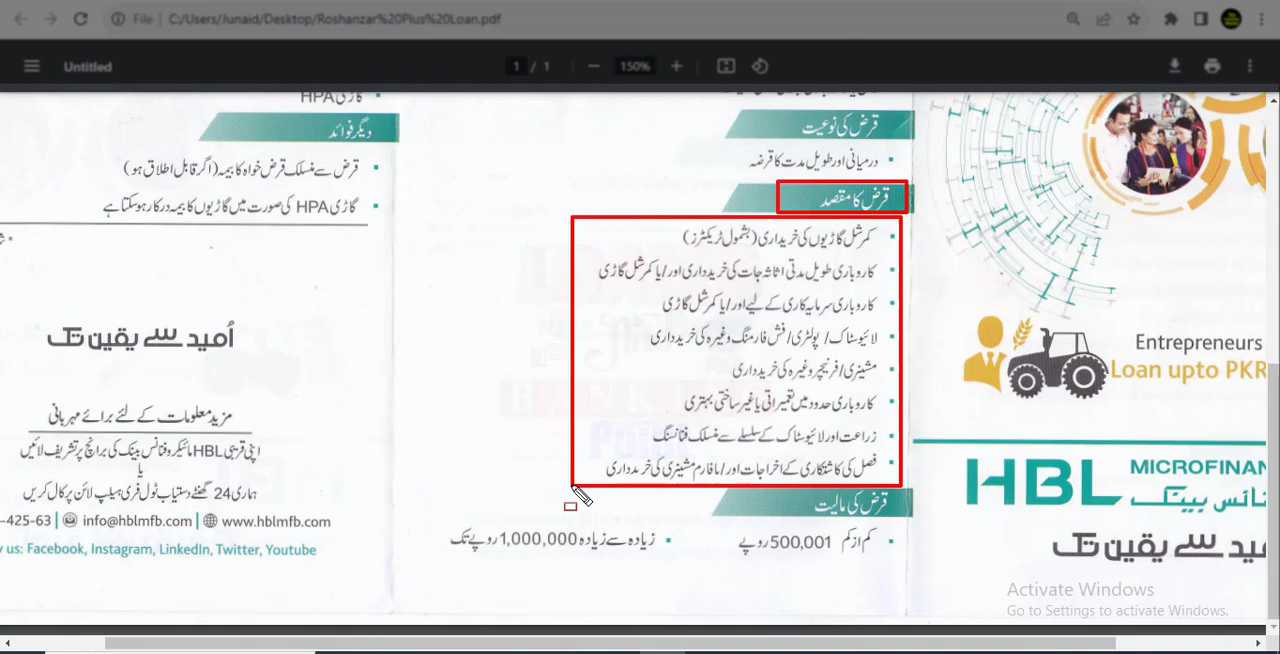 File
C:/Users/Junaid/Desktop/Roshanzar%20Plus%20Loan.pdf
Untitled
1 / 1
150%
قرض کی نوعیت
درمیانی اور طویل مدت کا قرضہ
قرض کا مقصد
کمرشل گاڑیوں کی خریداری (بشمول ٹریکٹرز)
کاروباری طویل مدتی اثاثہ جات کی خریدداری اور/یا کمرشل گاڑی
کاروباری سرمایہ کاری کے لیے اور/یا کمرشل گاڑی
لائیوسٹاک/ پولٹری/ فش فارمنگ وغیرہ کی خریدداری
مشینری/فرنیچر وغیرہ کی خریدداری
کاروباری حدود میں تعمیراتی یا غیر ساختی بہتری
زراعت اور لائیوسٹاک کے سلسلے سے منسلک فنانسنگ
فصل کی کاشتکاری کے اخراجات اور/یا فارم مشینری کی خریدداری
قرض کی مالیت
کم از کم 500,001 روپے
زیادہ سے زیادہ 1,000,000 روپے تک
گاڑی HPA
دیگر فوائد
قرض سے منسلک قرض خواہ کا بیمہ (اگر قابل اطلاق ہو)
گاڑی HPA کی صورت میں گاڑیوں کا بیمہ درکار ہوسکتا ہے
اُمید سے یقین تک
مزید معلومات کے لئے برائے مہربانی
اپنی قریبی HBL مائیکروفنانس بینک کی برانچ پر تشریف لائیں
یا
ہماری 24 گھنٹے دستیاب ٹول فری ہیلپ لائن پر کال کریں
-425-63 | info@hblmfb.com | www.hblmfb.com
us: Facebook, Instagram, LinkedIn, Twitter, Youtube
Entrepreneurs
Loan upto PKR
HBL MICROFINAN
بینک
سے یقین تک
Activate Windows
Go to Settings to activate Windows.